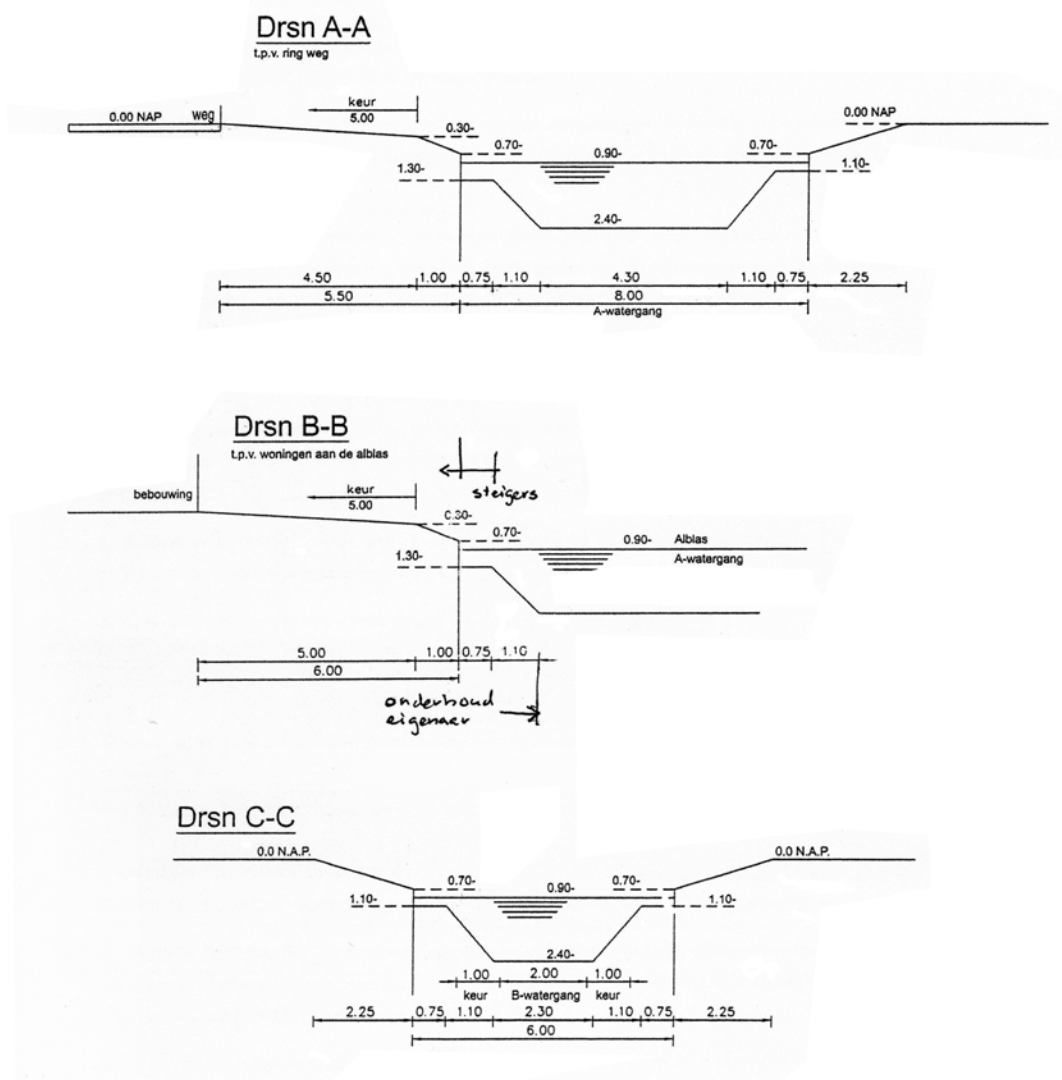 Drsn A-A
t.p.v. ring weg
keur
5.00
0.00 NAP weg
0.00 NAP
0.30-
0.70- 0.90- 0.70-
1.30- 1.10-
2.40-
4.50 1.00 0.75 1.10 4.30 1.10 0.75 2.25
5.50 8.00
A-watergang
Drsn B-B
t.p.v. woningen aan de alblas
steigers
bebouwing
keur
5.00
0.30-
0.70- 0.90- Alblas
1.30- A-watergang
5.00 1.00 0.75 1.10
6.00
onderhoud
eigenaar
Drsn C-C
0.0 N.A.P. 0.0 N.A.P.
0.70- 0.90- 0.70-
1.10- 1.10-
2.40-
1.00 2.00 1.00
keur B-watergang keur
2.25 0.75 1.10 2.30 1.10 0.75 2.25
6.00